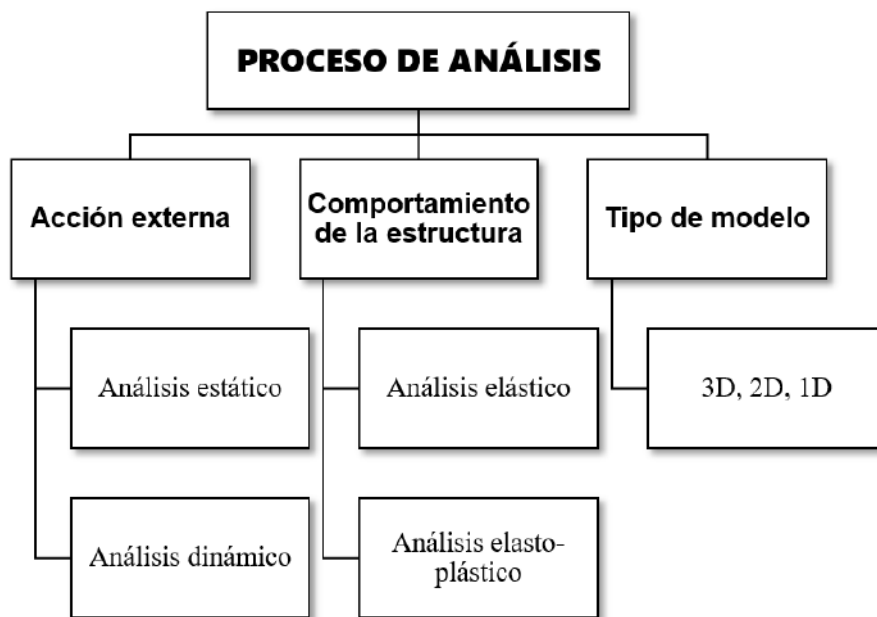 PROCESO DE ANÁLISIS
Acción externa
Comportamiento
de la estructura
Tipo de modelo
Análisis estático
Análisis elástico
3D, 2D, 1D
Análisis dinámico
Análisis elasto-
plástico